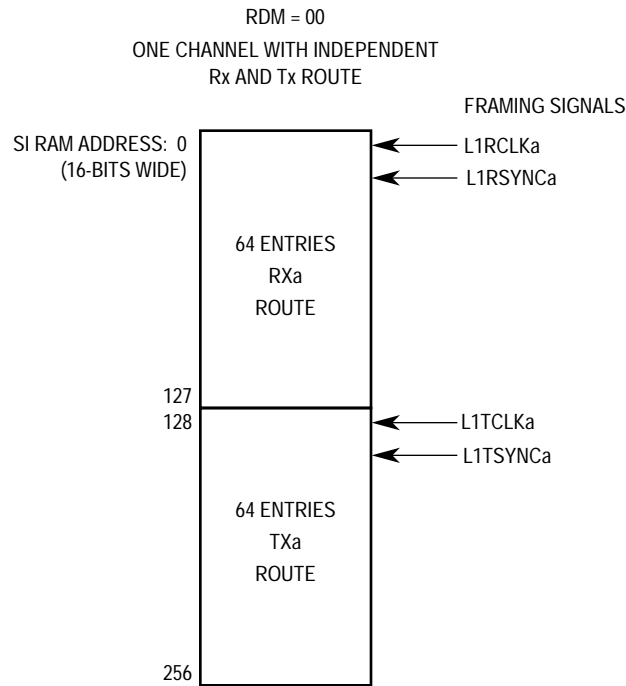 RDM = 00
ONE CHANNEL WITH INDEPENDENT
Rx AND Tx ROUTE
FRAMING SIGNALS
SI RAM ADDRESS: 0
(16-BITS WIDE)
L1RCLKa
L1RSYNCa
64 ENTRIES
RXa
ROUTE
127
128
L1TCLKa
L1TSYNCa
64 ENTRIES
TXa
ROUTE
256